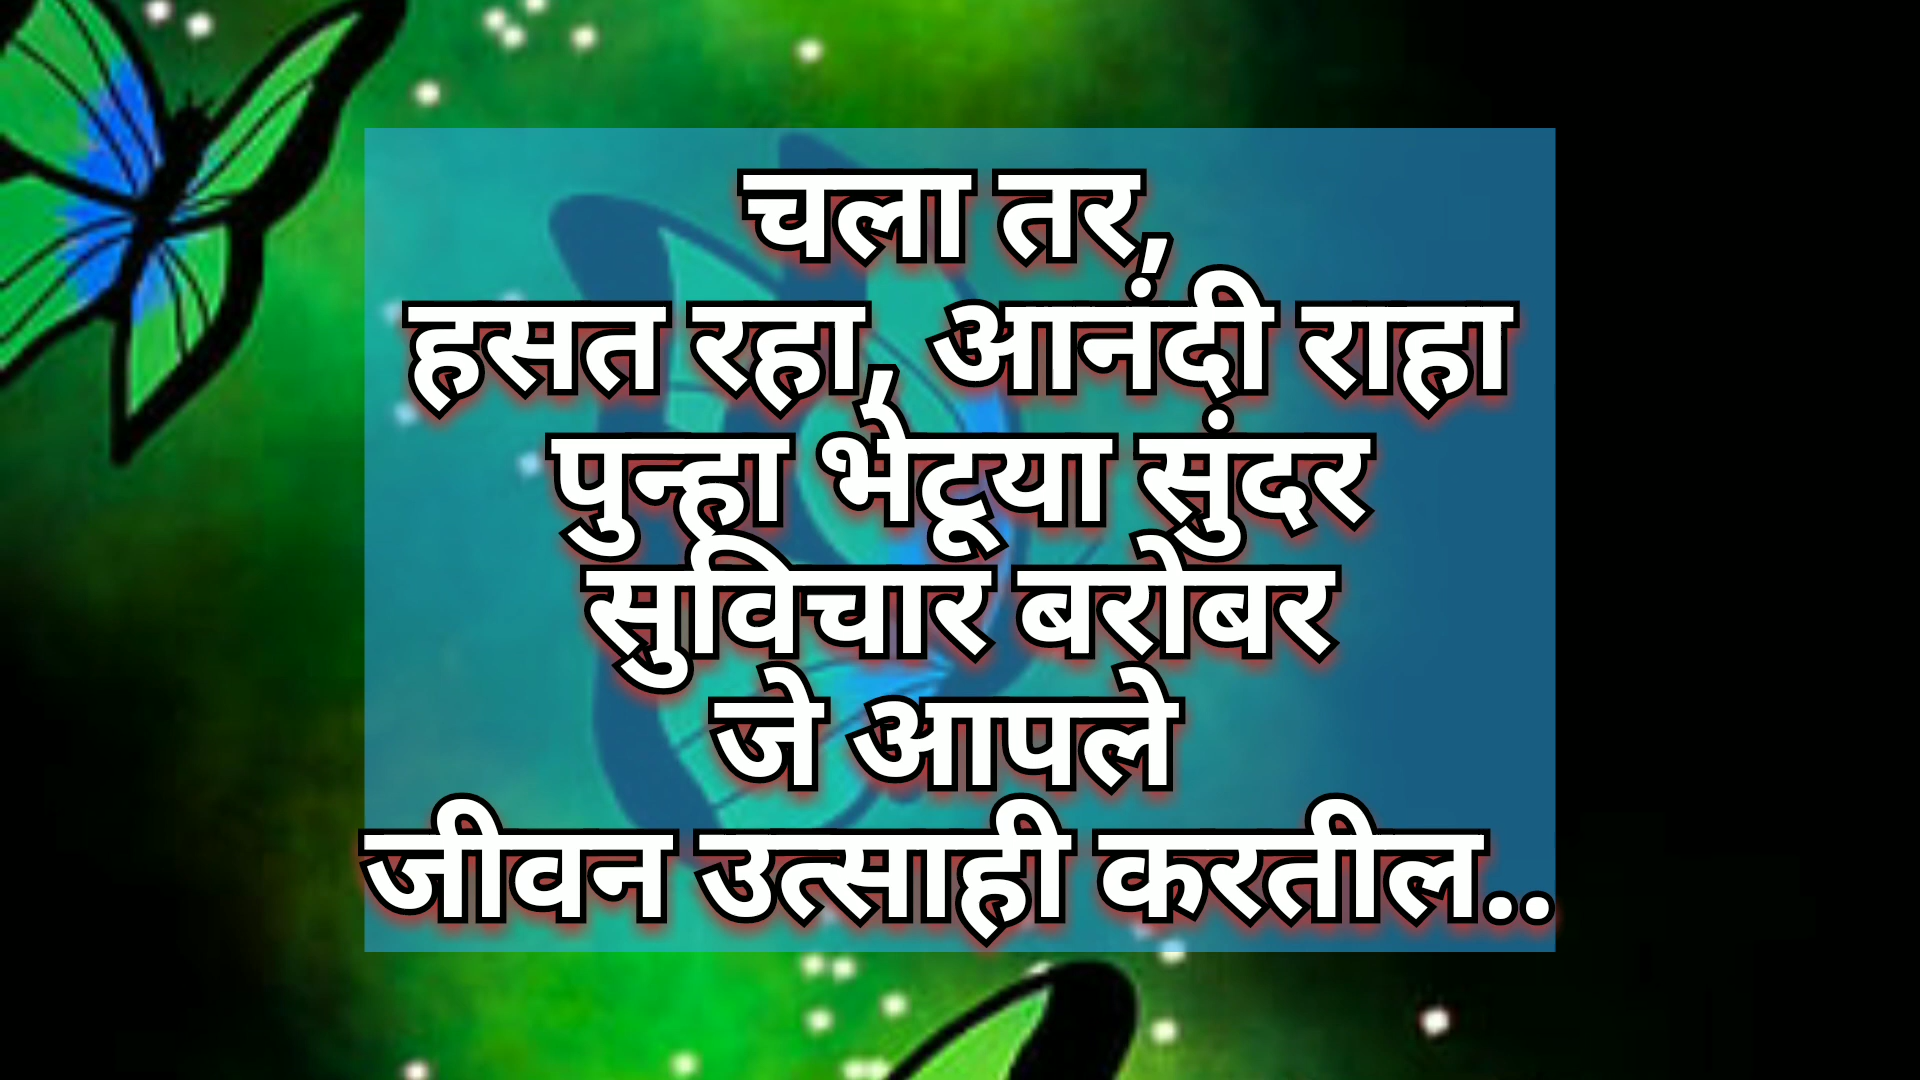 चला तर,
हसत रहा, आनंदी राहा
पुन्हा भेटूया सुंदर
सुविचार बरोबर
जे आपले
जीवन उत्साही करतील..